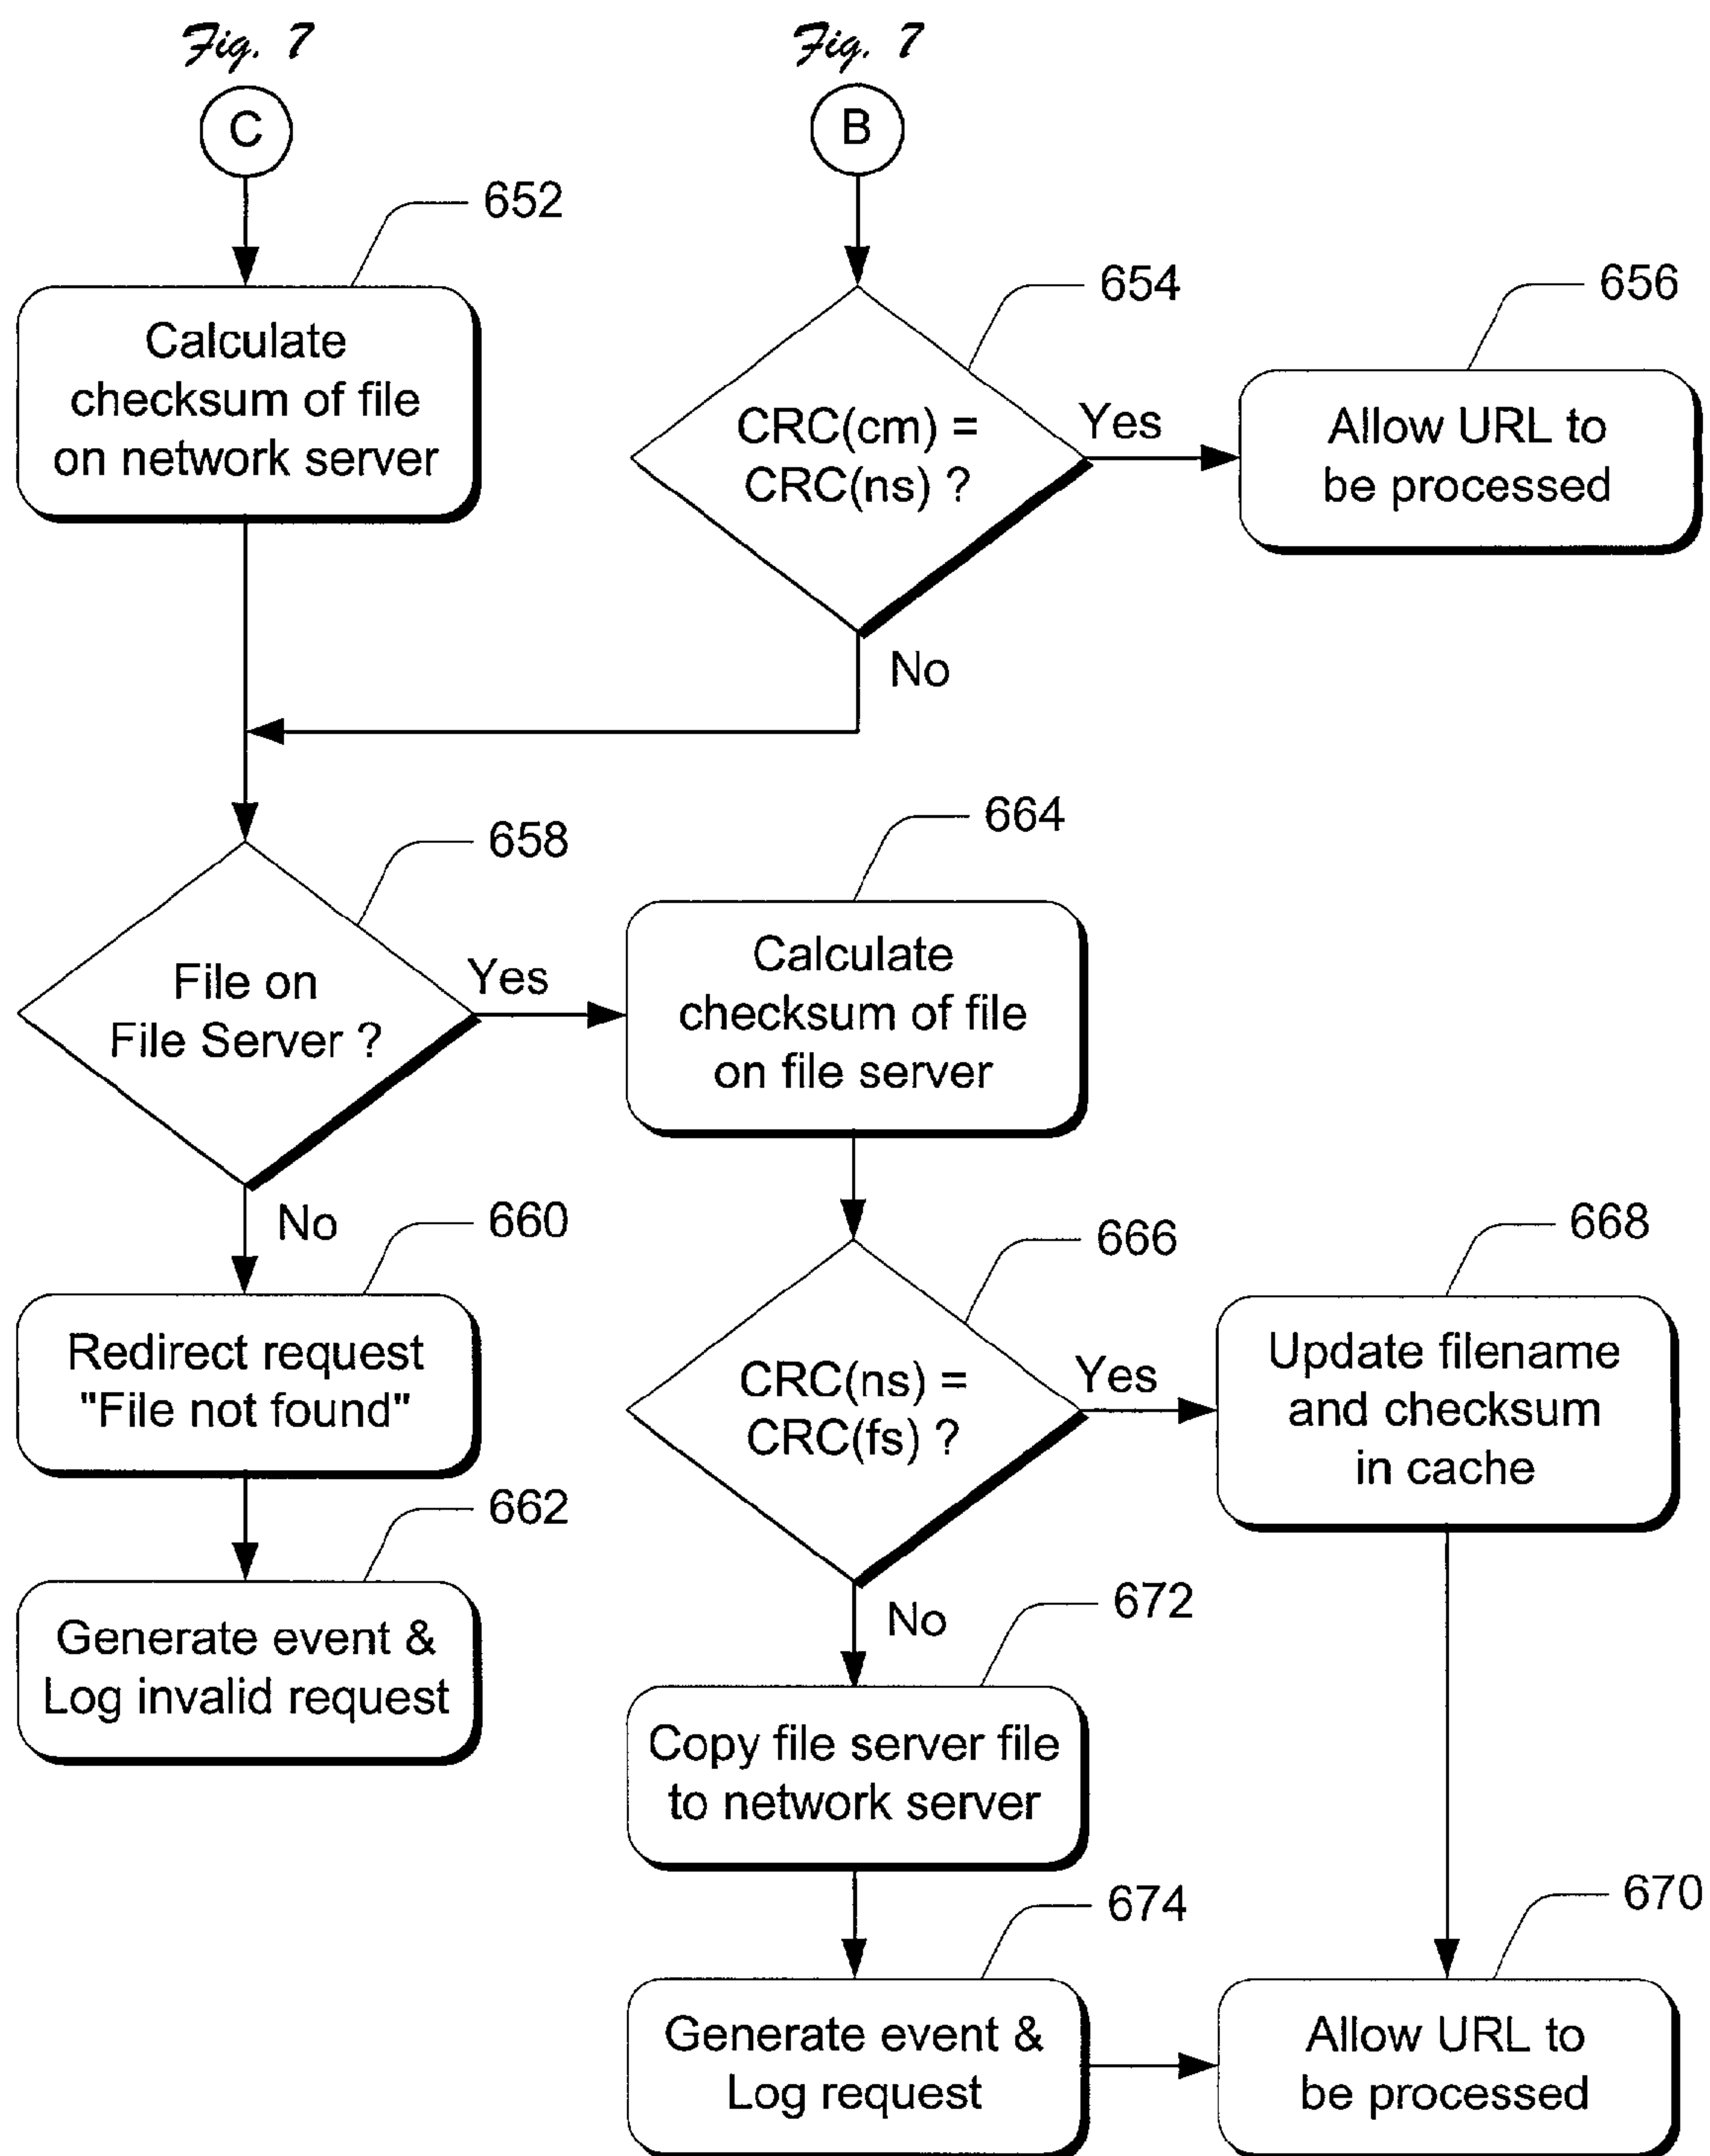 Fig. 7
Fig. 7
C
B
652
654
656
Calculate
checksum of file
on network server
CRC(cm) =
CRC(ns) ?
Yes
Allow URL to
be processed
No
658
664
File on
File Server ?
Yes
Calculate
checksum of file
on file server
No
660
666
668
Redirect request
"File not found"
CRC(ns) =
CRC(fs) ?
Yes
Update filename
and checksum
in cache
662
Generate event &
Log invalid request
No
672
Copy file server file
to network server
674
670
Generate event &
Log request
Allow URL to
be processed